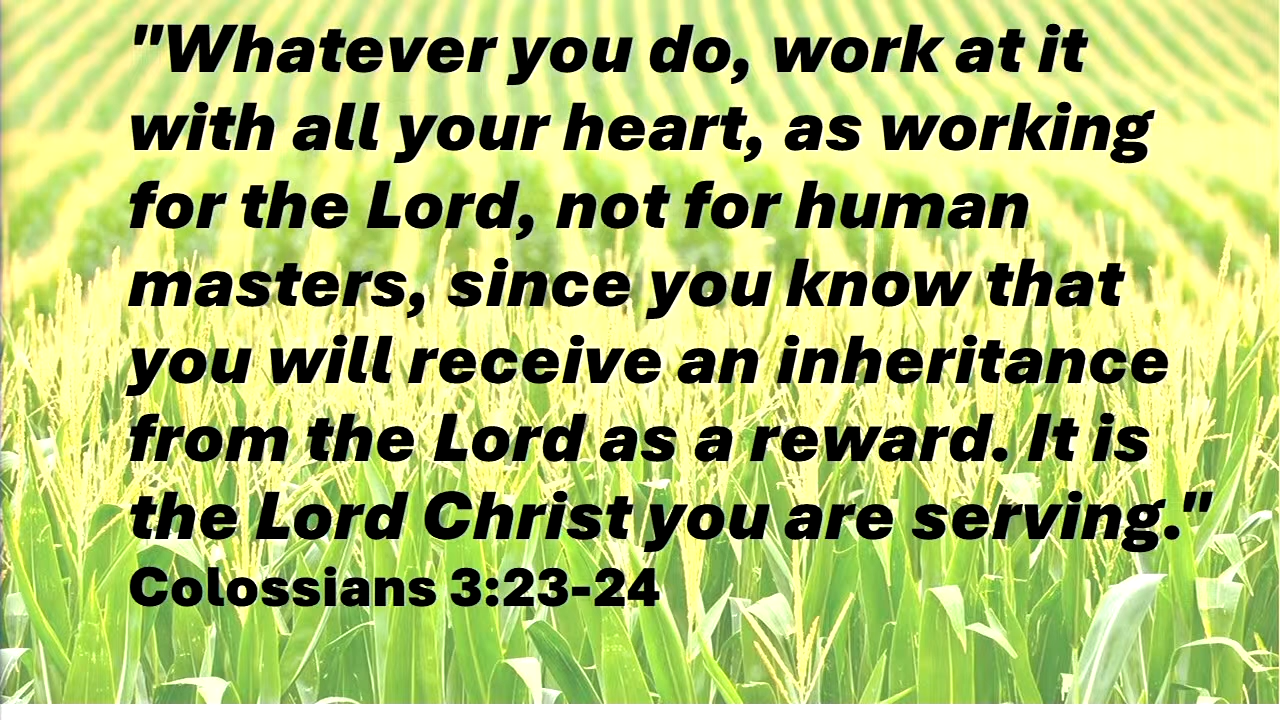 "Whatever you do, work at it
with all your heart, as working
for the Lord, not for human
masters, since you know that
you will receive an inheritance
from the Lord as a reward. It is
the Lord Christ you are serving."
Colossians 3:23-24